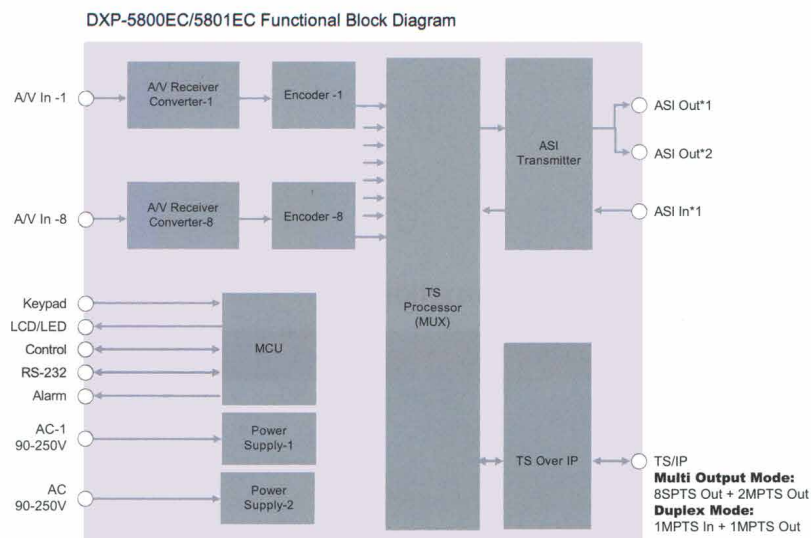 DXP-5800EC/5801EC Functional Block Diagram
A/V In -1
A/V Receiver
Converter-1
Encoder -1
ASI Out*1
ASI
Transmitter
ASI Out*2
A/V In -8
A/V Receiver
Converter-8
Encoder -8
ASI In*1
TS
Processor
(MUX)
Keypad
LCD/LED
Control
RS-232
Alarm
MCU
AC-1
90-250V
Power
Supply-1
AC
90-250V
Power
Supply-2
TS Over IP
TS/IP
Multi Output Mode:
8SPTS Out + 2MPTS Out
Duplex Mode:
1MPTS In + 1MPTS Out